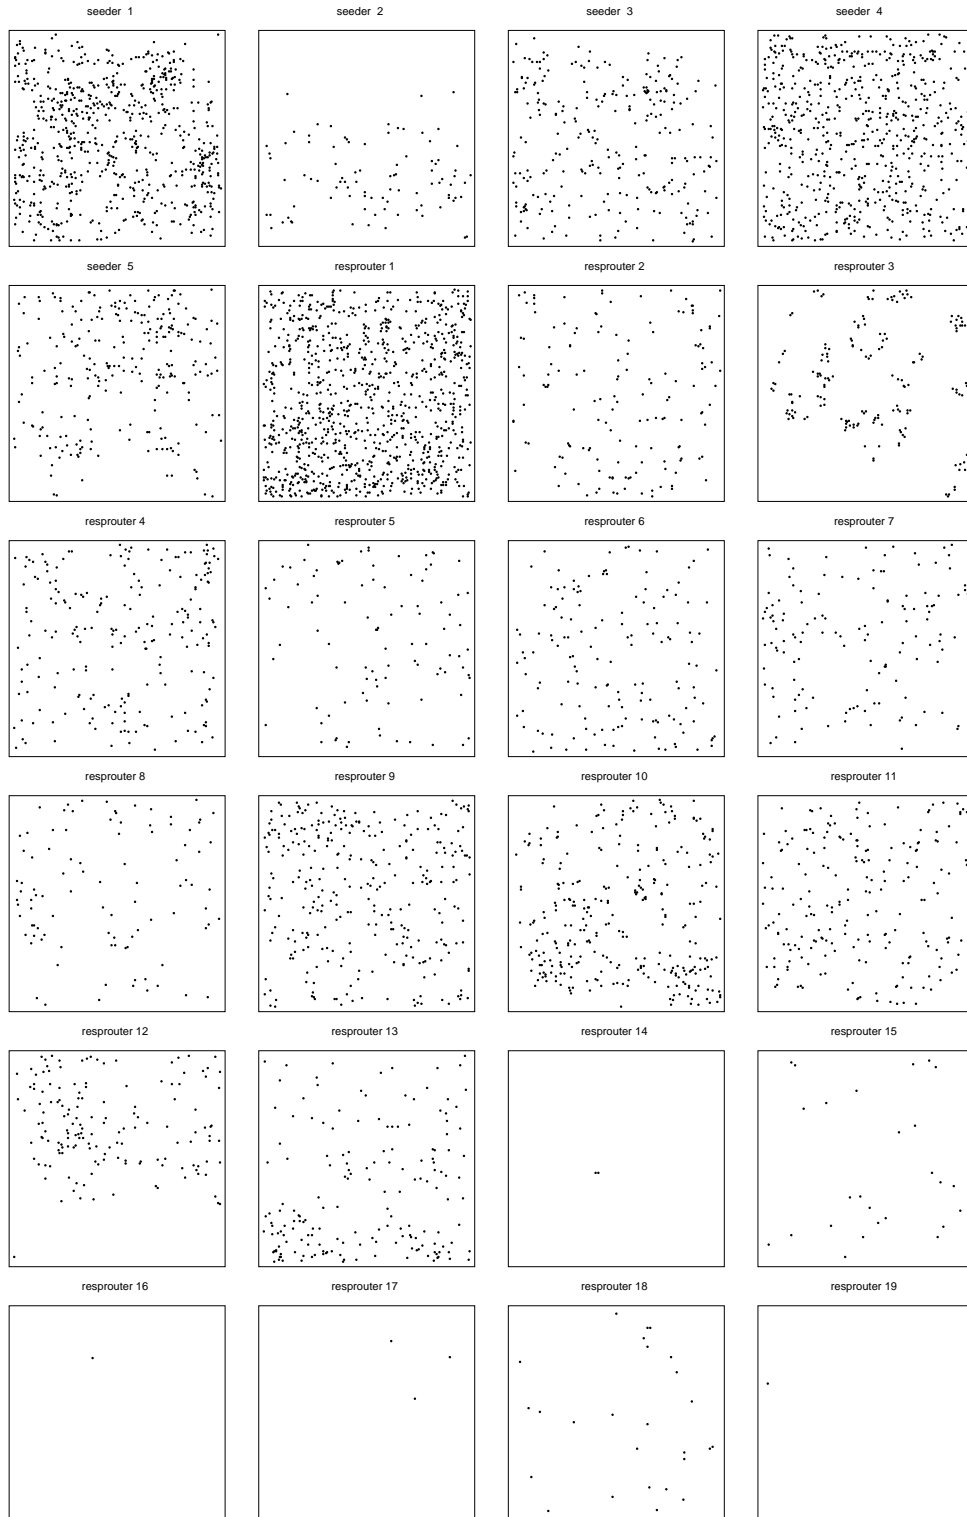 seeder 1
seeder 2
seeder 3
seeder 4
seeder 5
resprouter 1
resprouter 2
resprouter 3
resprouter 4
resprouter 5
resprouter 6
resprouter 7
resprouter 8
resprouter 9
resprouter 10
resprouter 11
resprouter 12
resprouter 13
resprouter 14
resprouter 15
resprouter 16
resprouter 17
resprouter 18
resprouter 19